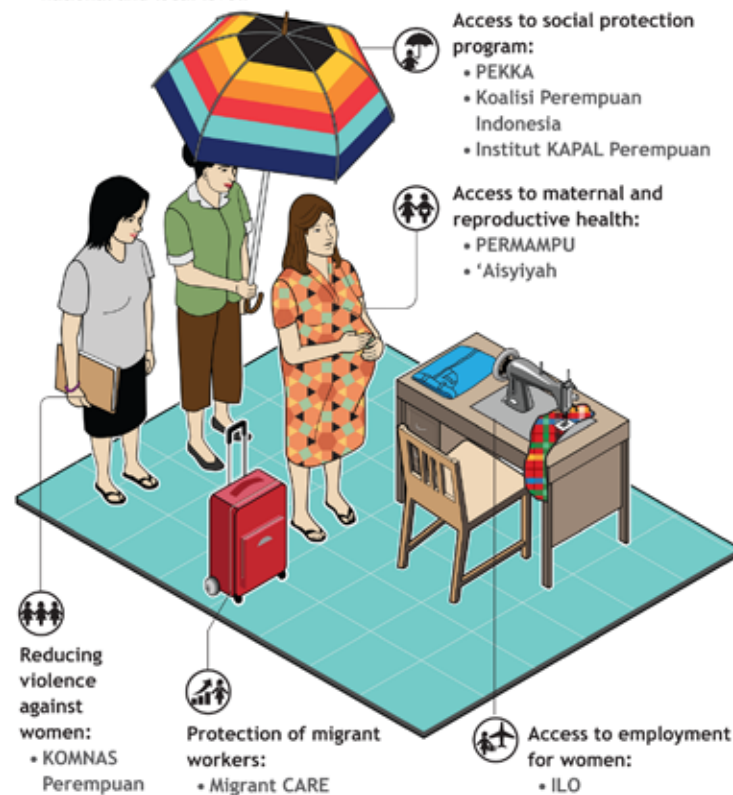 Access to social protection
program:
• PEKKA
• Koalisi Perempuan
Indonesia
• Institut KAPAL Perempuan
Access to maternal and
reproductive health:
• PERMAMPU
• ‘Aisyiyah
Reducing
violence
against
women:
• KOMNAS
Perempuan
Protection of migrant
workers:
• Migrant CARE
Access to employment
for women:
• ILO